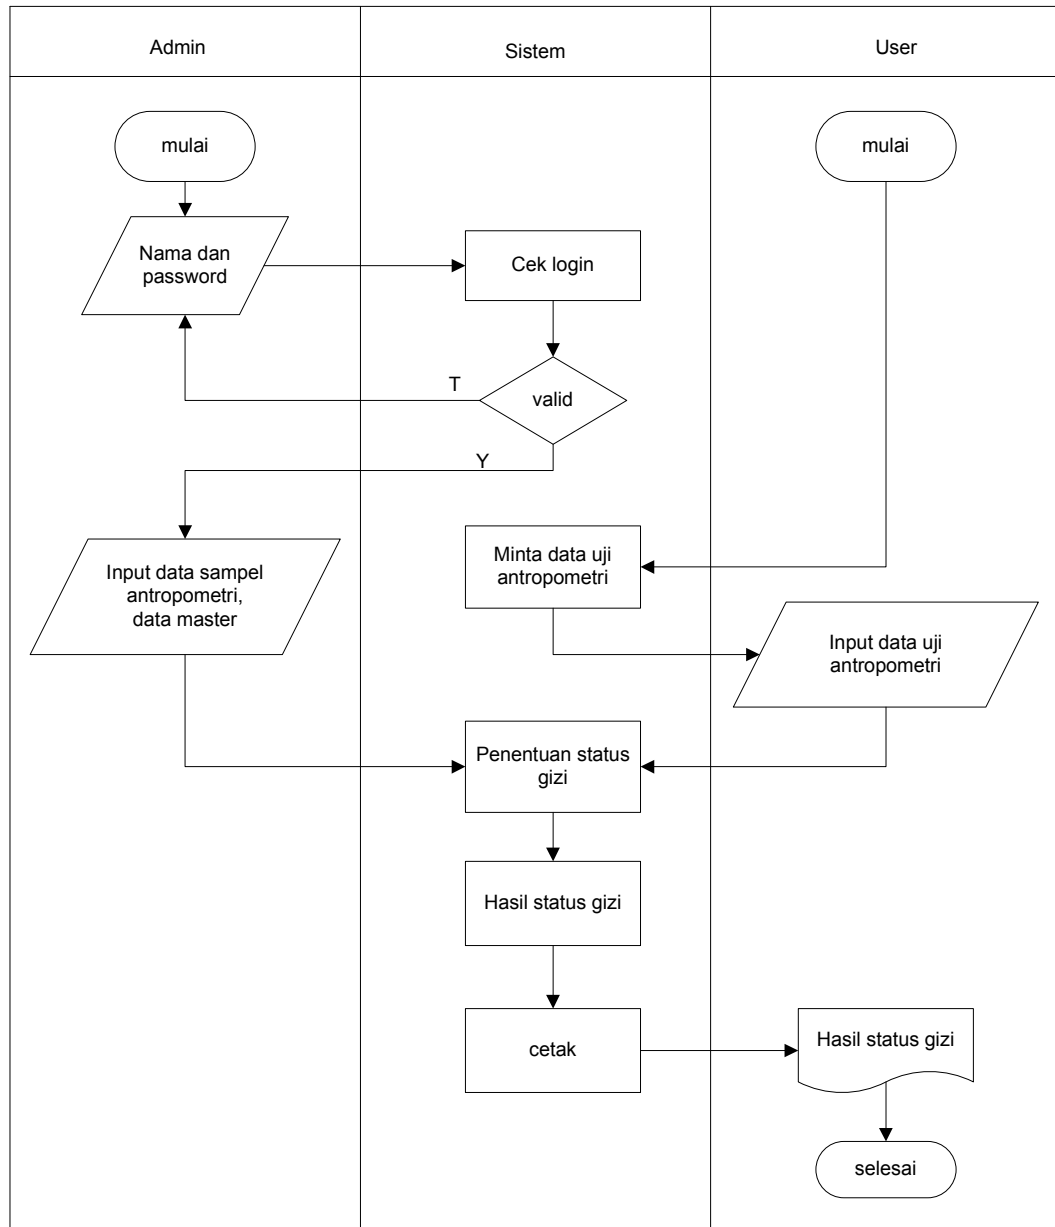 Admin
Sistem
User
mulai
mulai
Nama dan
password
Cek login
T
valid
Y
Minta data uji
antropometri
Input data sampel
antropometri,
data master
Input data uji
antropometri
Penentuan status
gizi
Hasil status gizi
cetak
Hasil status gizi
selesai